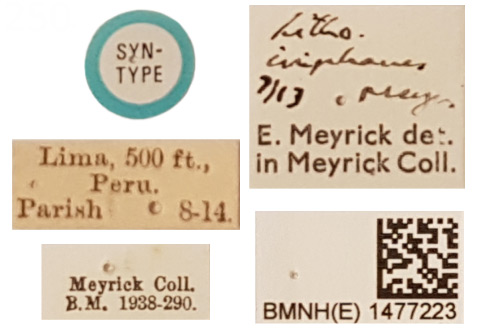 SYN-
TYPE
Litho.
7/13
E. Meyrick det.
in Meyrick Coll.
Lima, 500 ft.,
Peru.
Parish 8-14.
Meyrick Coll.
B.M. 1938-290.
BMNH(E) 1477223